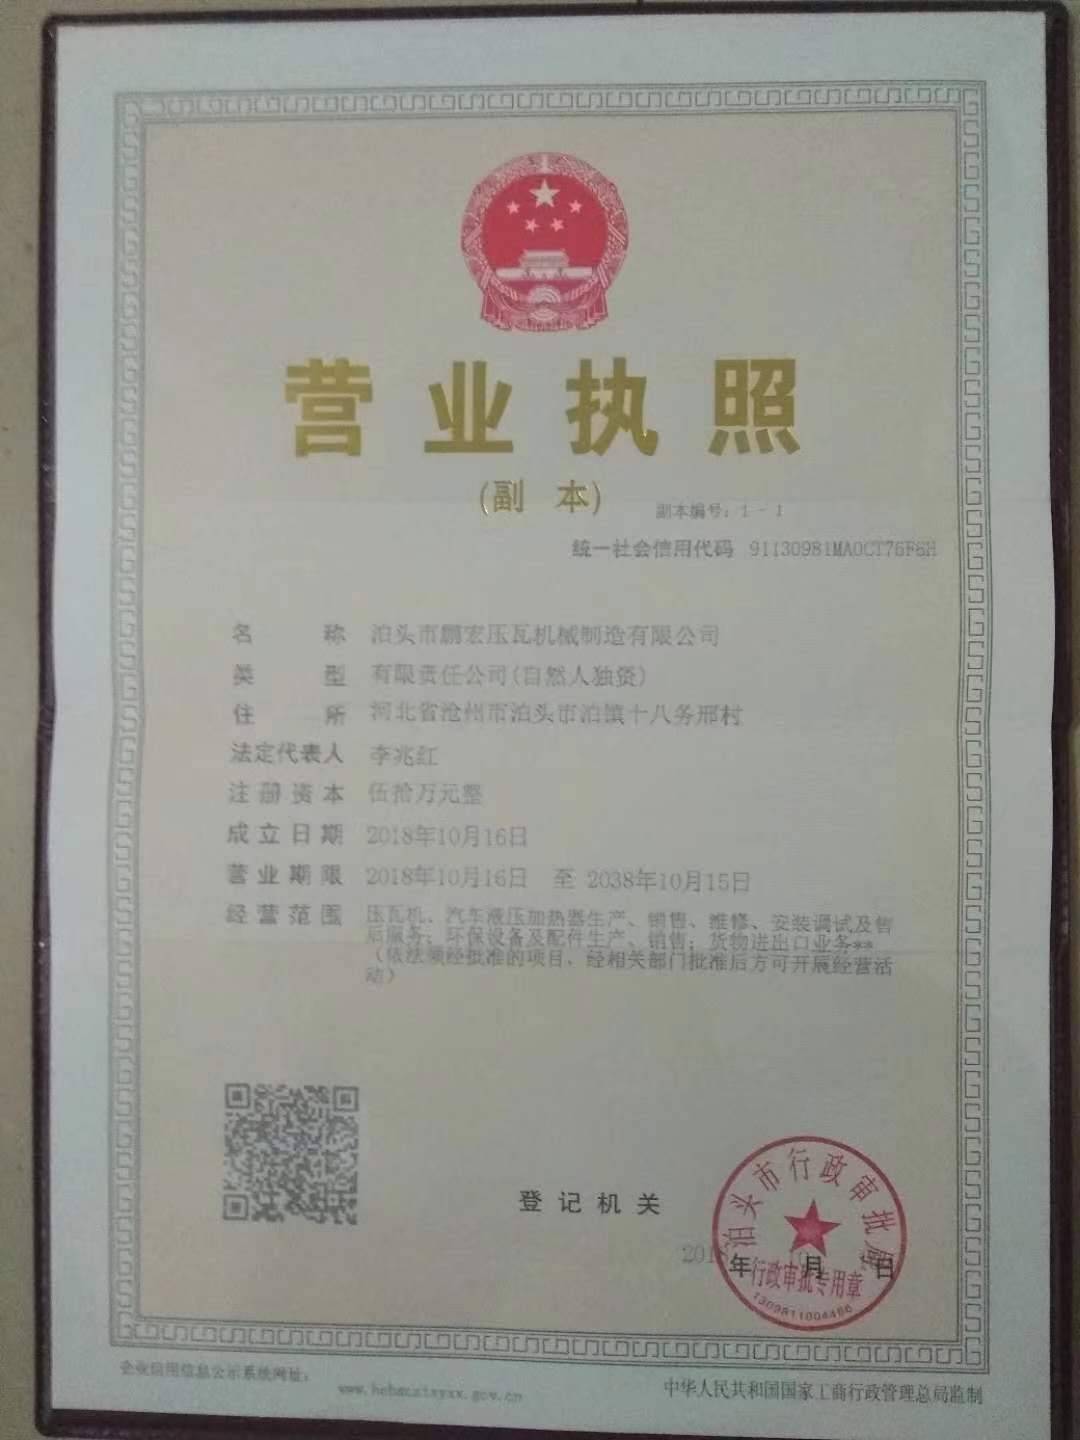 营业执照
(副 本)
副本编号：1 - 1
统一社会信用代码 91130981MA0CT76F6H
名 称 泊头市鹏宏压瓦机械制造有限公司
类 型 有限责任公司(自然人独资)
住 所 河北省沧州市泊头市泊镇十八务邢村
法定代表人 李兆红
注册资本 伍拾万元整
成立日期 2018年10月16日
营业期限 2018年10月16日 至 2038年10月15日
经营范围 压瓦机、汽车液压加热器生产、销售、维修、安装调试及售
后服务；环保设备及配件生产、销售；货物进出口业务**
（依法须经批准的项目，经相关部门批准后方可开展经营活
动）
泊头市行政审批局
登记机关
年 月 日
行政审批专用章
1309811004466
企业信用信息公示系统网址：
中华人民共和国国家工商行政管理总局监制